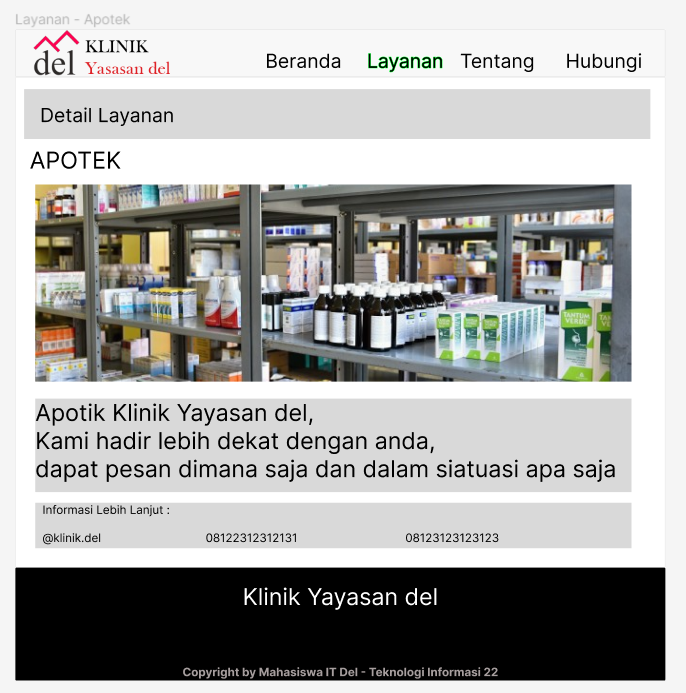 Layanan - Apotek
KLINIK
del Yasasan del
Beranda Layanan Tentang Hubungi
Detail Layanan
APOTEK
TANTUM
VERDE
Apotik Klinik Yayasan del,
Kami hadir lebih dekat dengan anda,
dapat pesan dimana saja dan dalam siatuasi apa saja
Informasi Lebih Lanjut :
@klinik.del 08122312312131 08123123123123
Klinik Yayasan del
Copyright by Mahasiswa IT Del - Teknologi Informasi 22